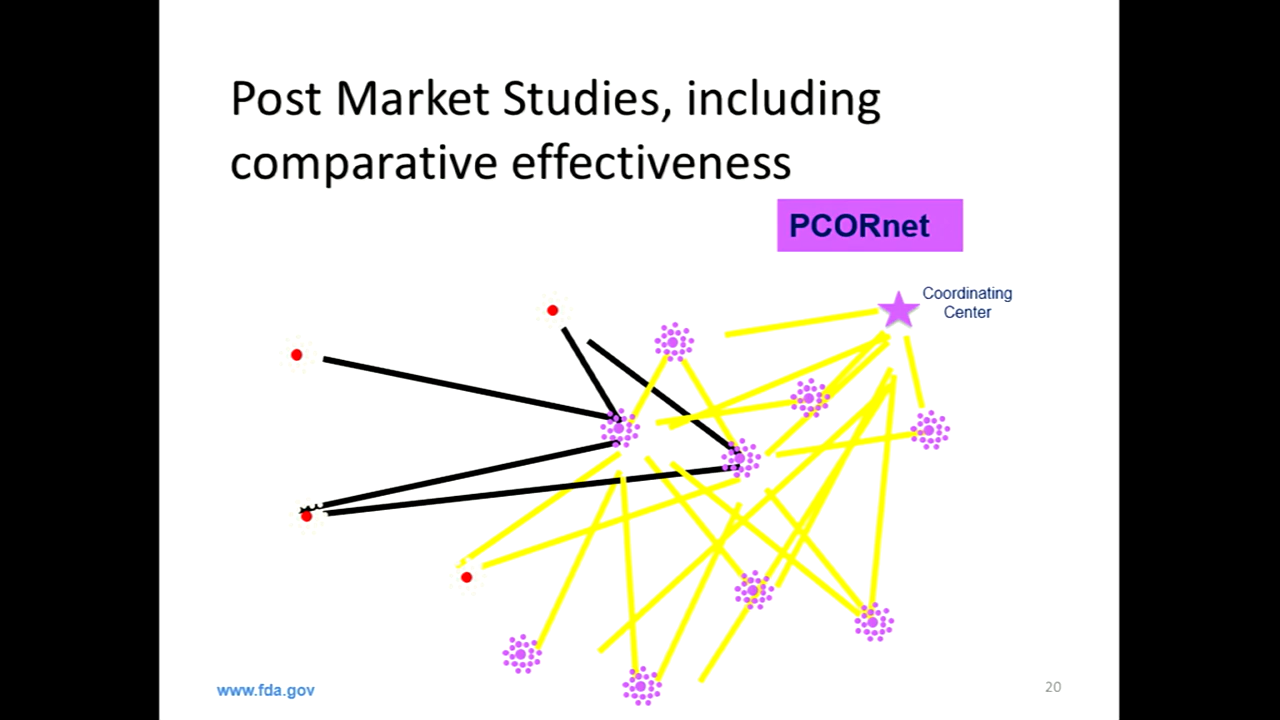 Post Market Studies, including
comparative effectiveness
PCORnet
Coordinating
Center
www.fda.gov
20